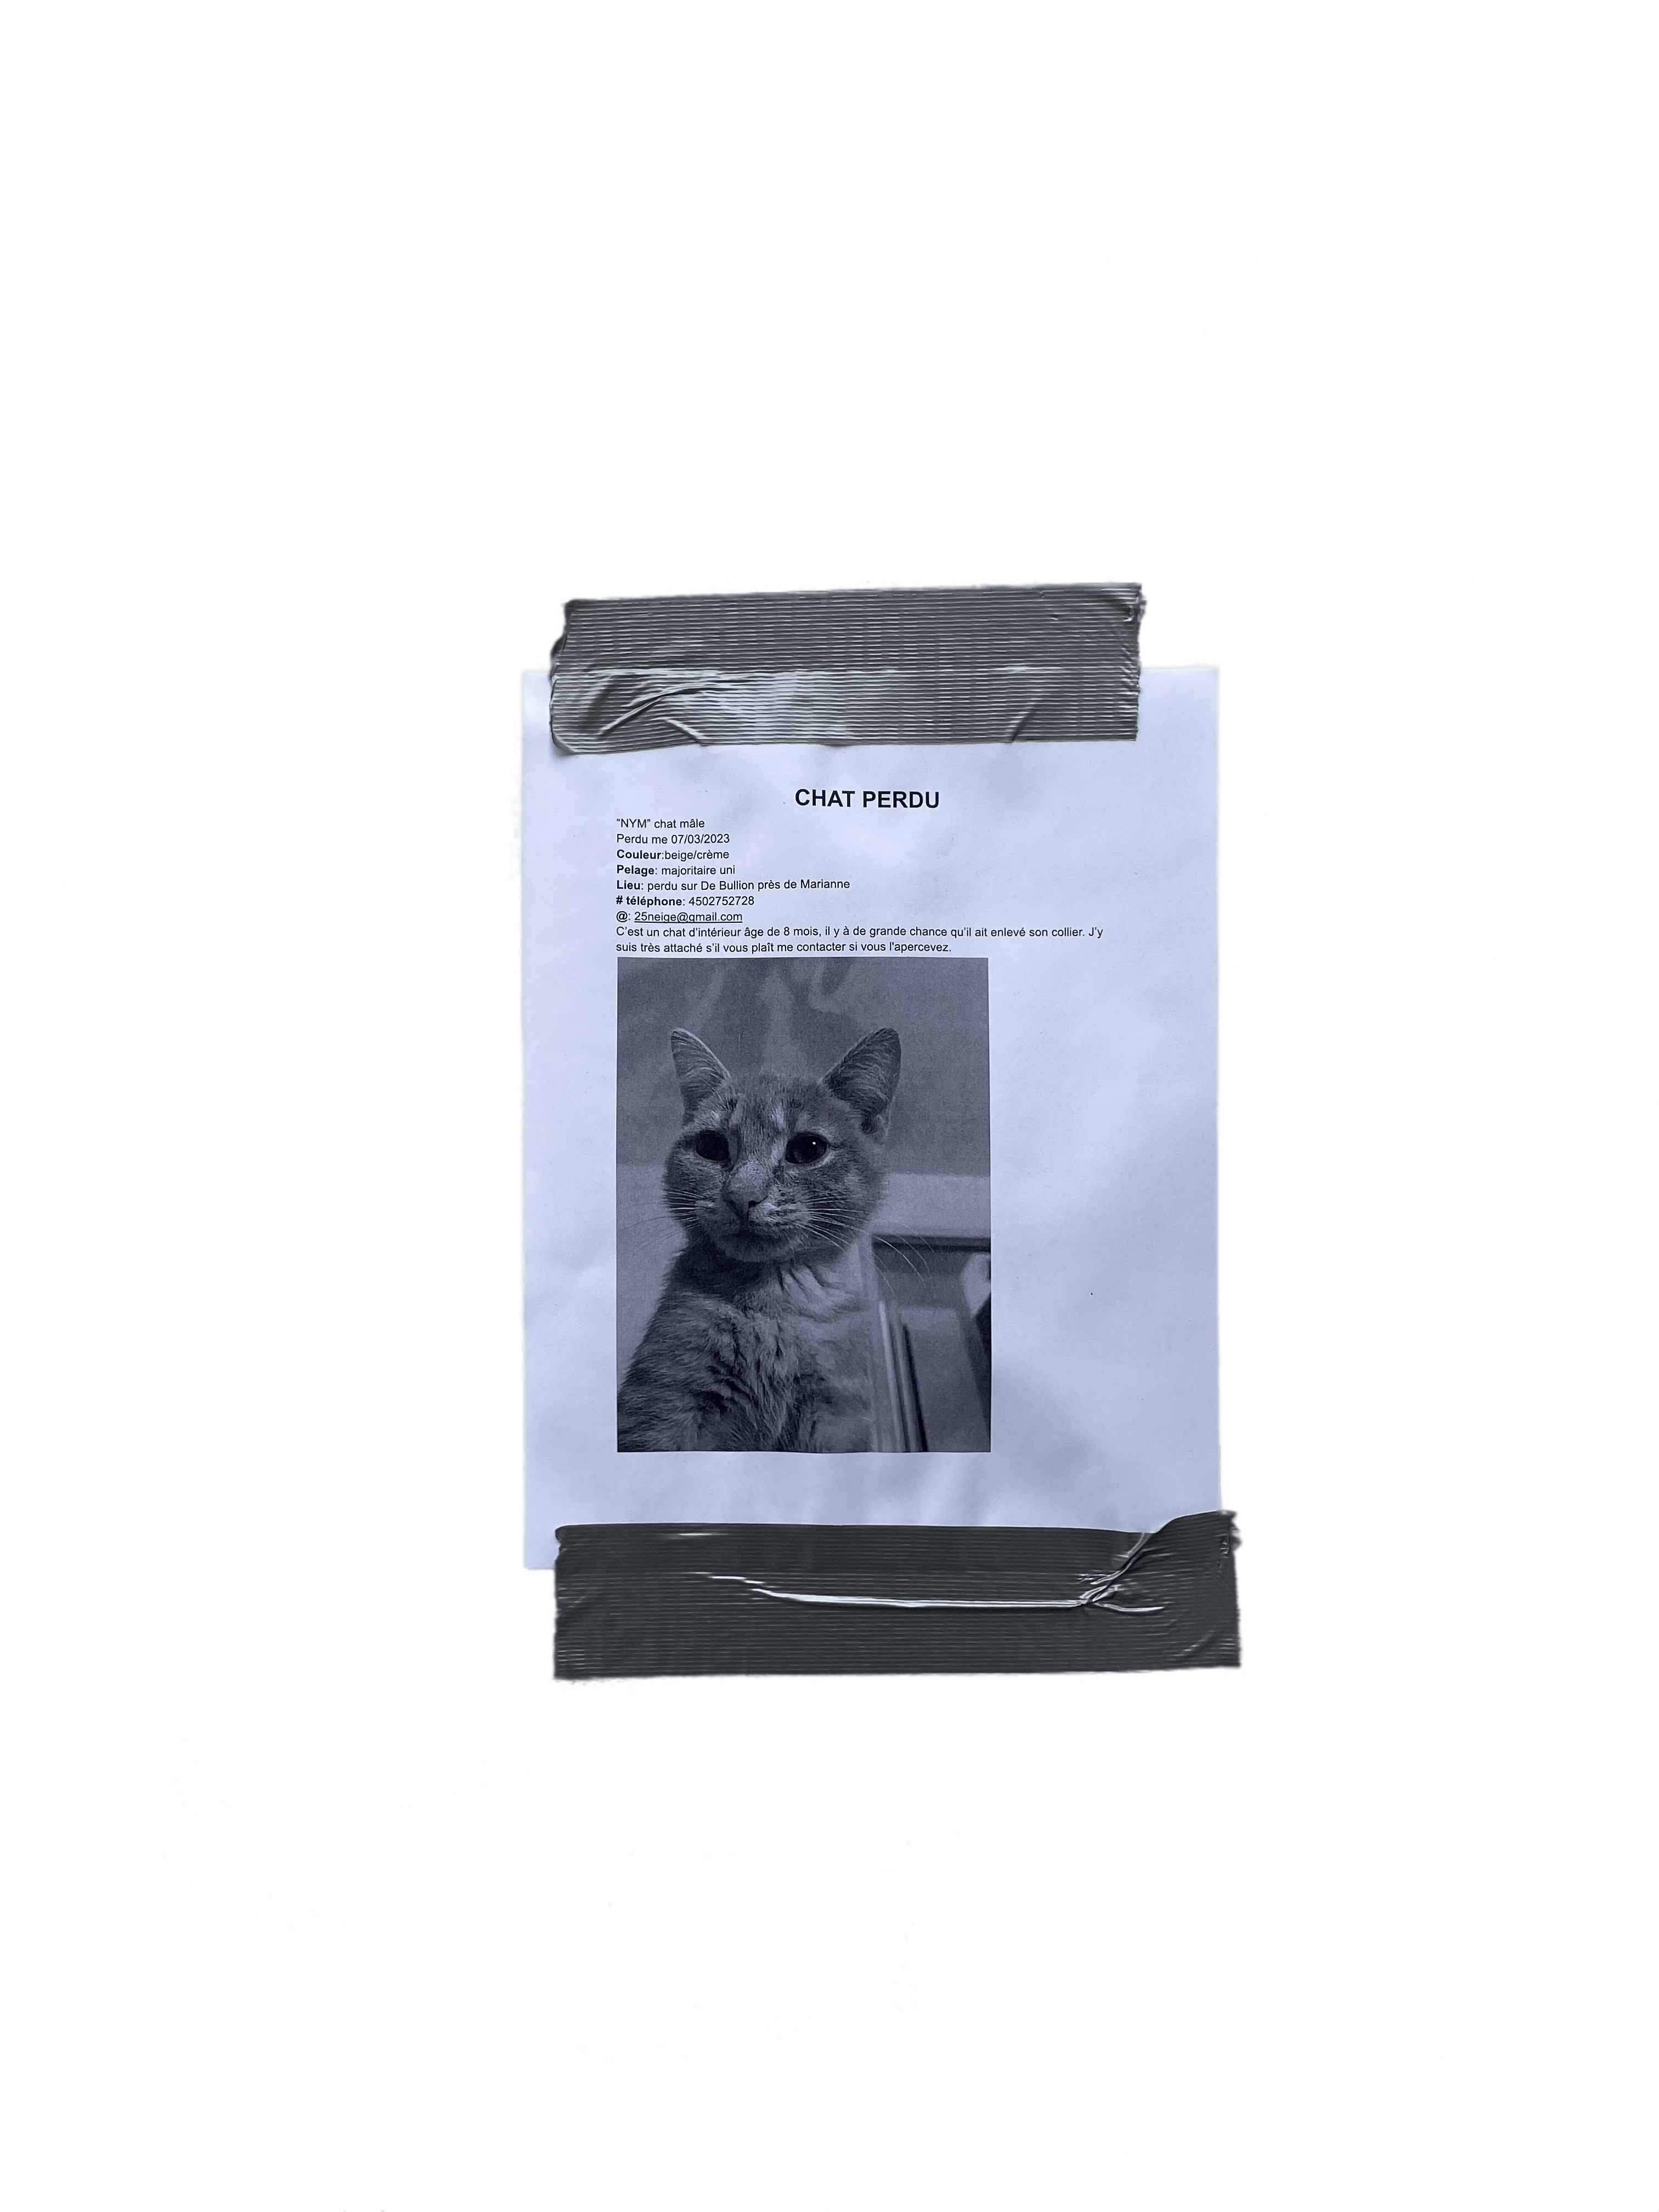 CHAT PERDU
"NYM" chat mâle
Perdu me 07/03/2023
Couleur:beige/crème
Pelage: majoritaire uni
Lieu: perdu sur De Bullion près de Marianne
# téléphone: 4502752728
@: 25neige@gmail.com
C'est un chat d'intérieur âge de 8 mois, il y à de grande chance qu'il ait enlevé son collier. J'y
suis très attaché s'il vous plaît me contacter si vous l'apercevez.